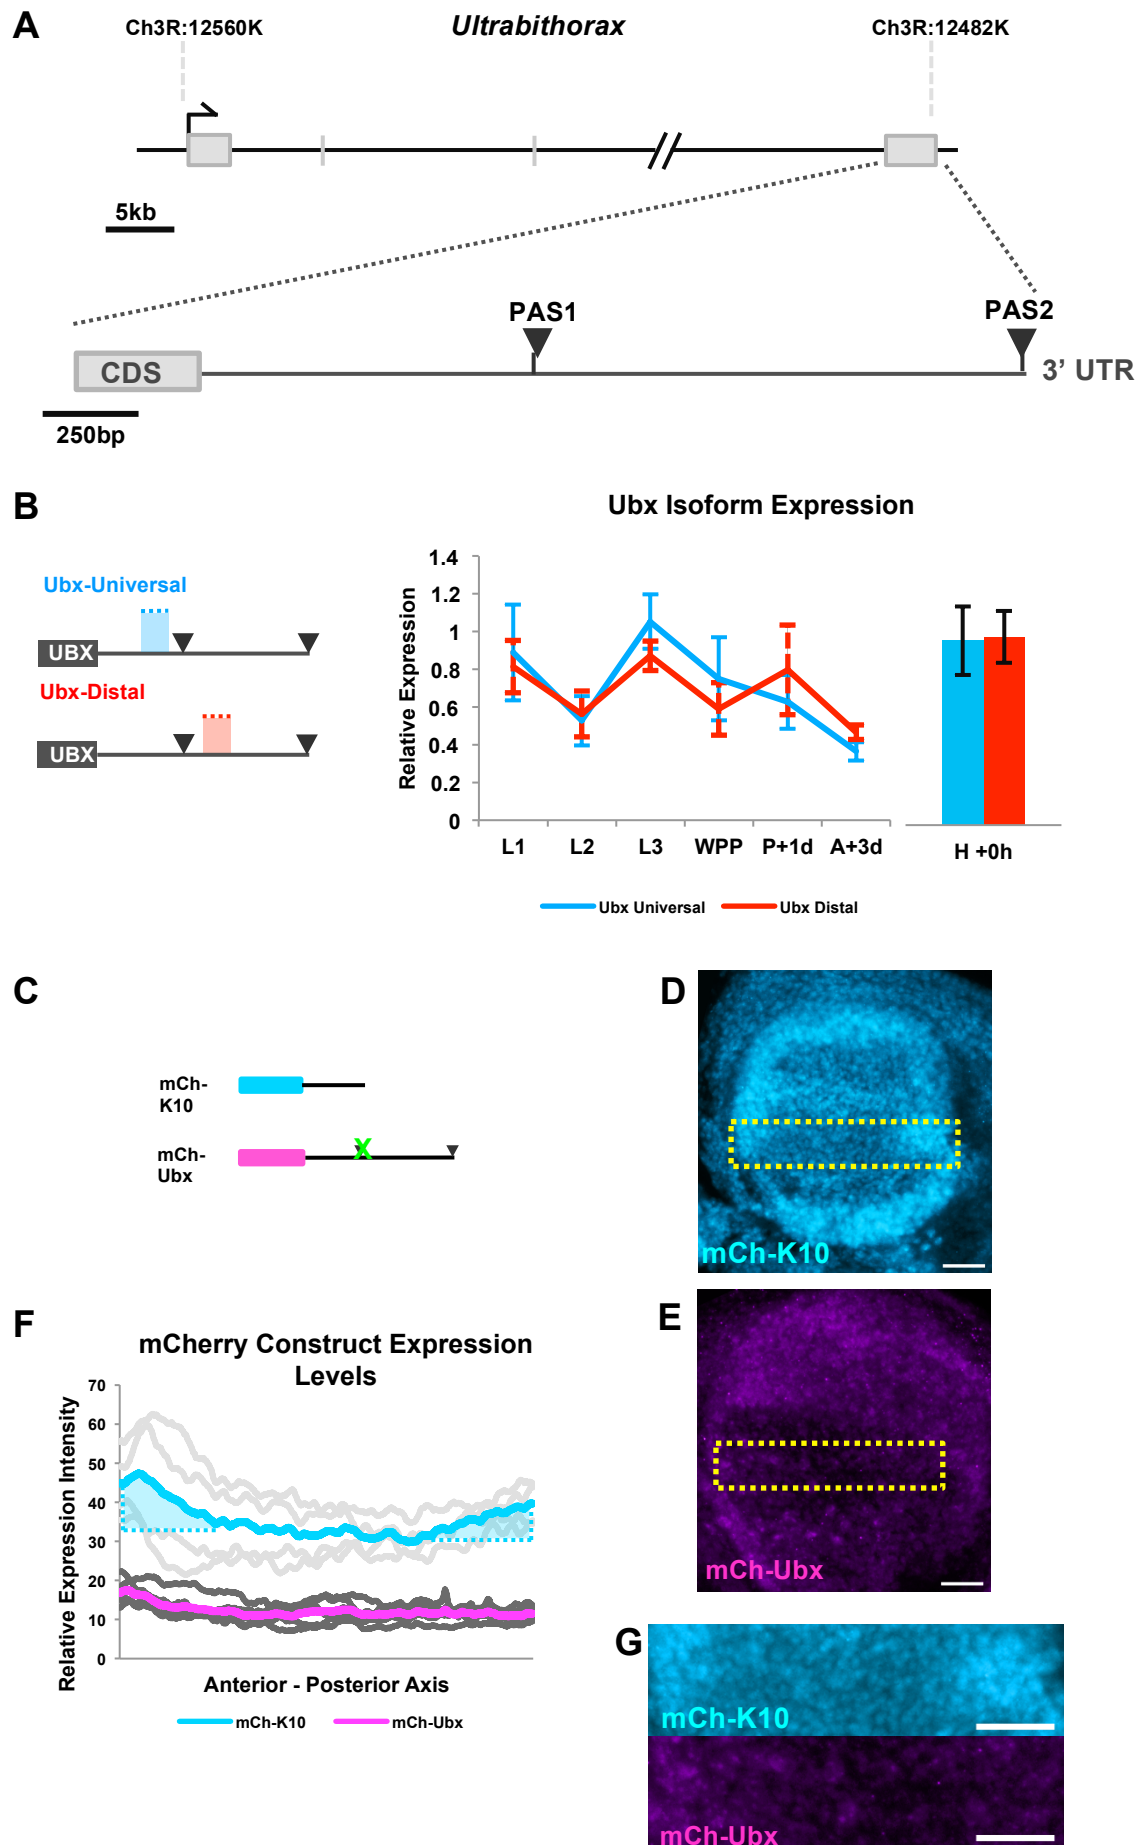 A
Ch3R:12560K
Ultrabithorax
Ch3R:12482K
5kb
PAS1
PAS2
CDS
3’ UTR
250bp
B
Ubx Isoform Expression
Ubx-Universal
UBX
Ubx-Distal
UBX
Relative Expression
1.4
1.2
1
0.8
0.6
0.4
0.2
0
L1
L2
L3
WPP
P+1d
A+3d
H +0h
Ubx Universal
Ubx Distal
C
mCh-
K10
mCh-
Ubx
X
D
mCh-K10
E
mCh-Ubx
F
mCherry Construct Expression
Levels
Relative Expression Intensity
70
60
50
40
30
20
10
0
Anterior - Posterior Axis
mCh-K10
mCh-Ubx
G
mCh-K10
mCh-Ubx